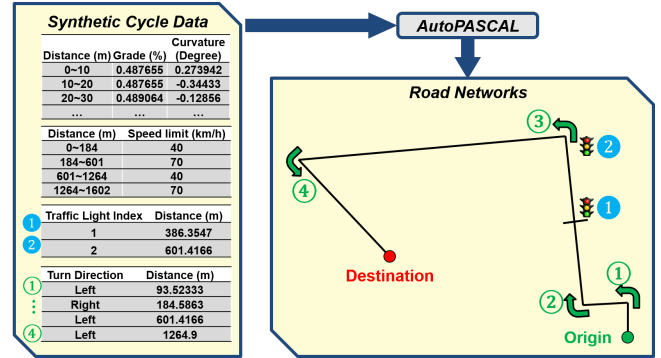 Synthetic Cycle Data
Distance (m) Grade (%) Curvature (Degree)
0~10 0.487655 0.273942
10~20 0.487655 -0.34433
20~30 0.489064 -0.12856
... ... ...
Distance (m) Speed limit (km/h)
0~184 40
184~601 70
601~1264 40
1264~1602 70
1 Traffic Light Index Distance (m)
1 386.3547
2 2 601.4166
Turn Direction Distance (m)
1 Left 93.52333
Right 184.5863
Left 601.4166
4 Left 1264.9
AutoPASCAL
Road Networks
3
2
4
1
Destination
2
1
Origin